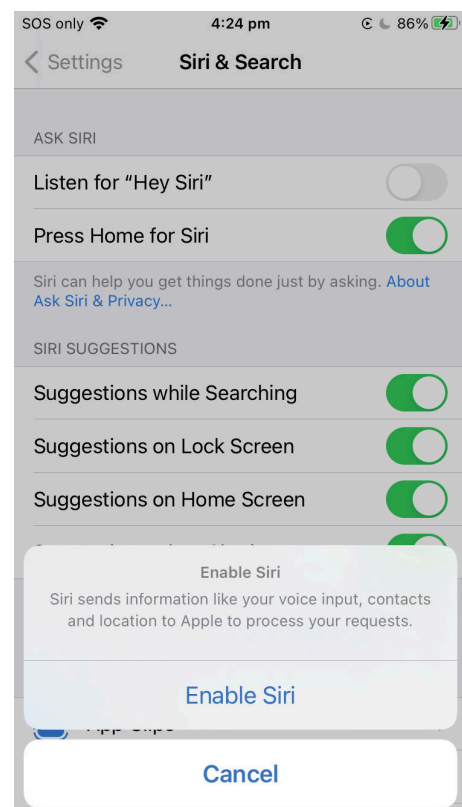 SOS only 4:24 pm 86%
Settings Siri & Search
ASK SIRI
Listen for “Hey Siri”
Press Home for Siri
Siri can help you get things done just by asking. About
Ask Siri & Privacy...
SIRI SUGGESTIONS
Suggestions while Searching
Suggestions on Lock Screen
Suggestions on Home Screen
Enable Siri
Siri sends information like your voice input, contacts
and location to Apple to process your requests.
Enable Siri
App Clips
Cancel